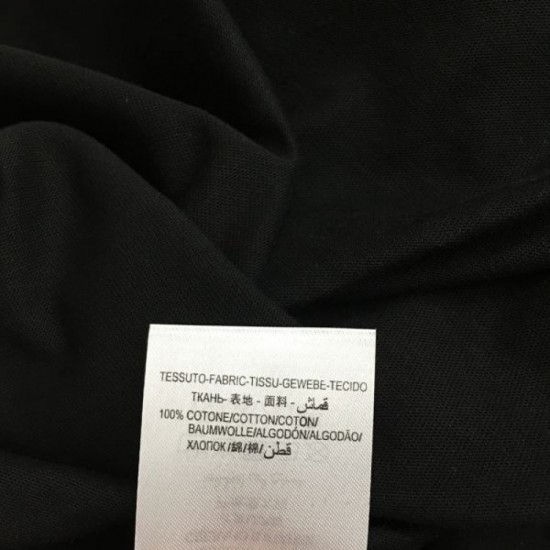 TESSUTO-FABRIC-TISSU-GEWEBE-TECIDO
ТКАНЬ- 表地 - 面料 - قماش
100% COTONE/COTTON/COTON/
BAUMWOLLE/ALGODÓN/ALGODÃO/
ХЛОПОК/綿/棉/ قطن